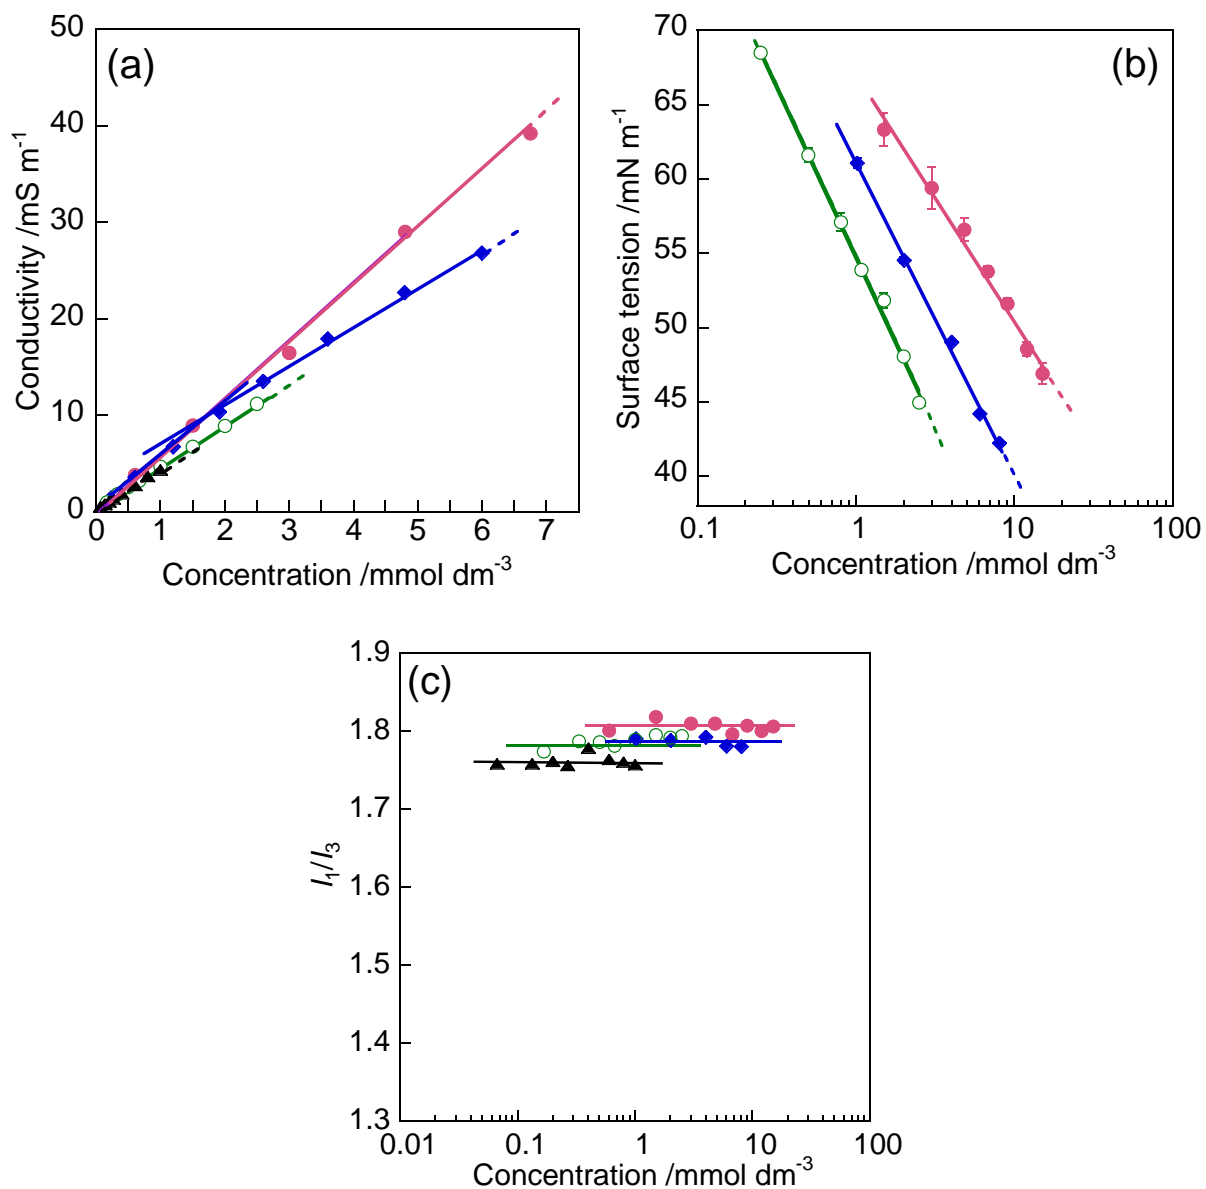 (a)
50
40
30
20
10
0
Conductivity /mS m⁻¹
0 1 2 3 4 5 6 7
Concentration /mmol dm⁻³
(b)
70
65
60
55
50
45
40
Surface tension /mN m⁻¹
0.1 1 10 100
Concentration /mmol dm⁻³
(c)
1.9
1.8
1.7
1.6
1.5
1.4
1.3
I₁/I₃
0.01 0.1 1 10 100
Concentration /mmol dm⁻³